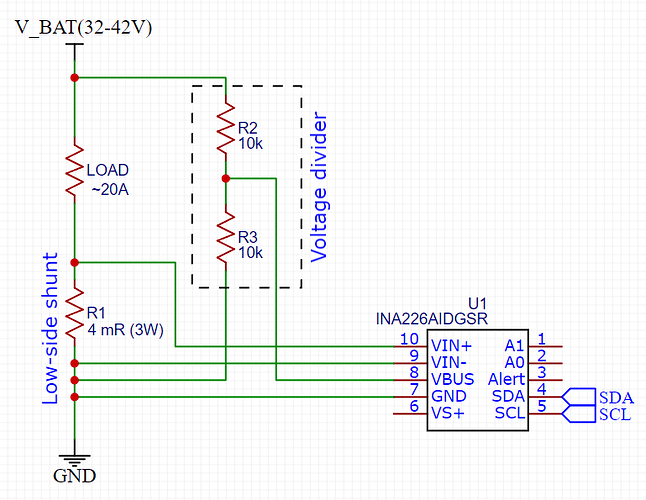 V_BAT(32-42V)
R2
10k
Voltage divider
LOAD
~20A
R3
10k
Low-side shunt
R1
4 mR (3W)
U1
INA226AIDGSR
10 VIN+ A1 1
9 VIN- A0 2
8 VBUS Alert 3
7 GND SDA 4 SDA
6 VS+ SCL 5 SCL
GND